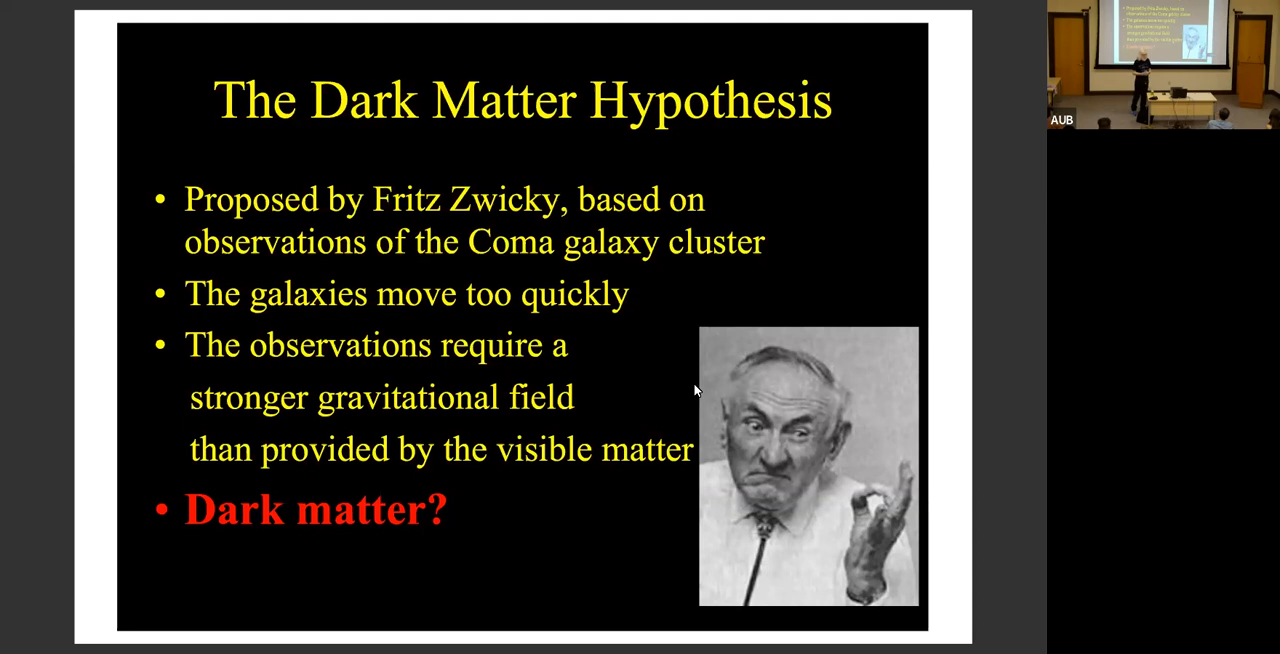 The Dark Matter Hypothesis
• Proposed by Fritz Zwicky, based on
observations of the Coma galaxy cluster
• The galaxies move too quickly
• The observations require a
stronger gravitational field
than provided by the visible matter
• Dark matter?
AUB